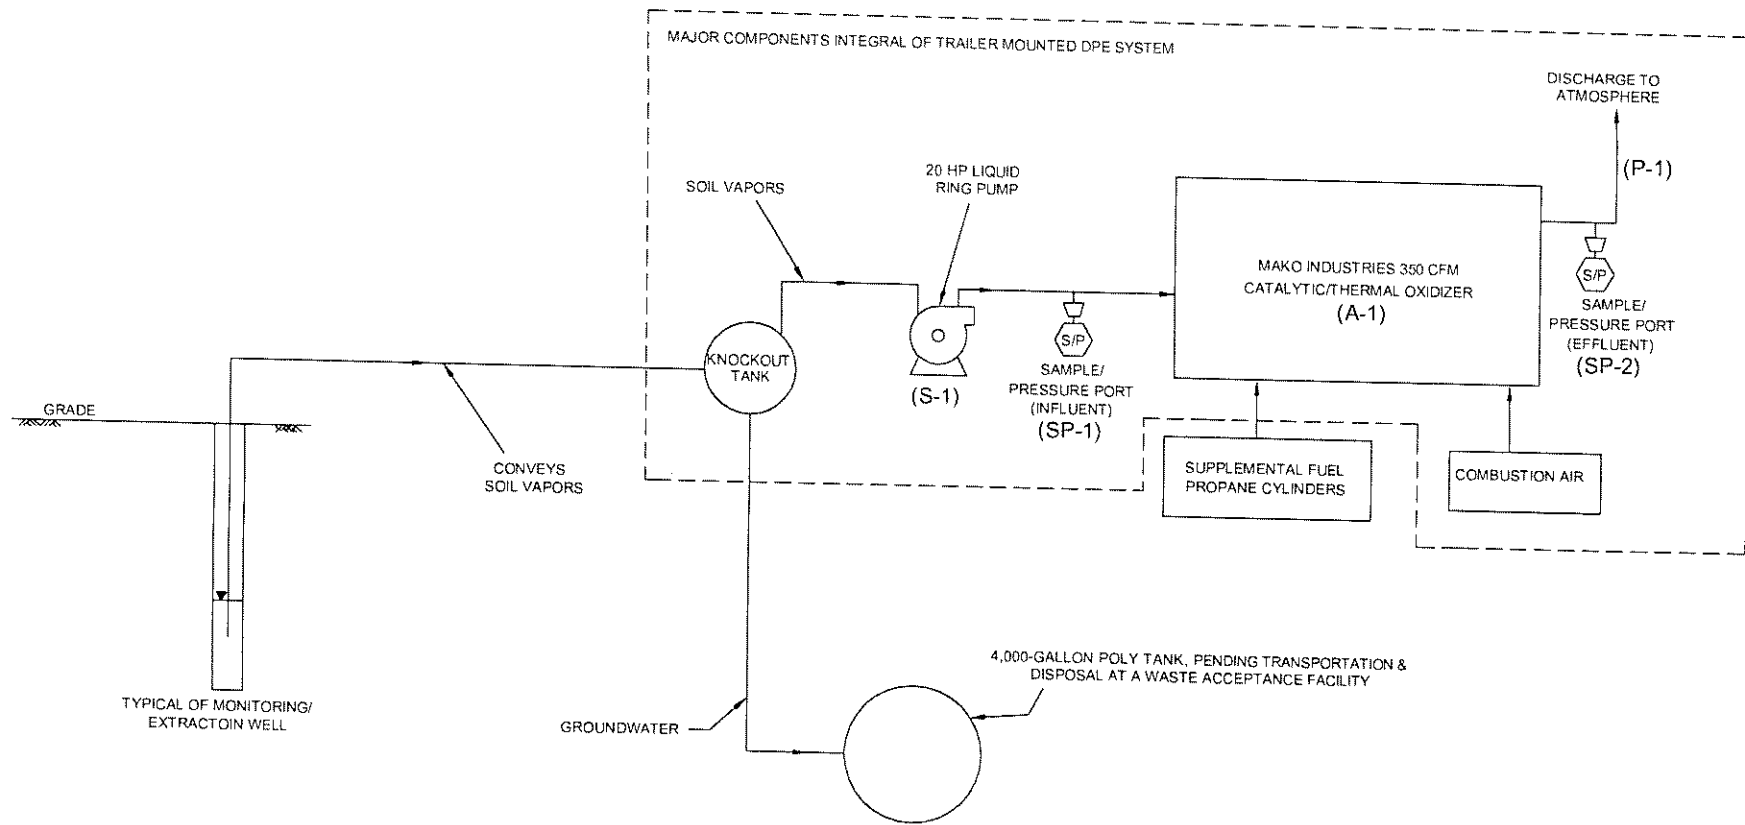 MAJOR COMPONENTS INTEGRAL OF TRAILER MOUNTED DPE SYSTEM
DISCHARGE TO
ATMOSPHERE
(P-1)
20 HP LIQUID
RING PUMP
SOIL VAPORS
MAKO INDUSTRIES 350 CFM
CATALYTIC/THERMAL OXIDIZER
(A-1)
S/P
SAMPLE/
PRESSURE PORT
(EFFLUENT)
(SP-2)
S/P
SAMPLE/
PRESSURE PORT
(INFLUENT)
(SP-1)
(S-1)
KNOCKOUT
TANK
GRADE
CONVEYS
SOIL VAPORS
SUPPLEMENTAL FUEL
PROPANE CYLINDERS
COMBUSTION AIR
4,000-GALLON POLY TANK, PENDING TRANSPORTATION &
DISPOSAL AT A WASTE ACCEPTANCE FACILITY
TYPICAL OF MONITORING/
EXTRACTOIN WELL
GROUNDWATER